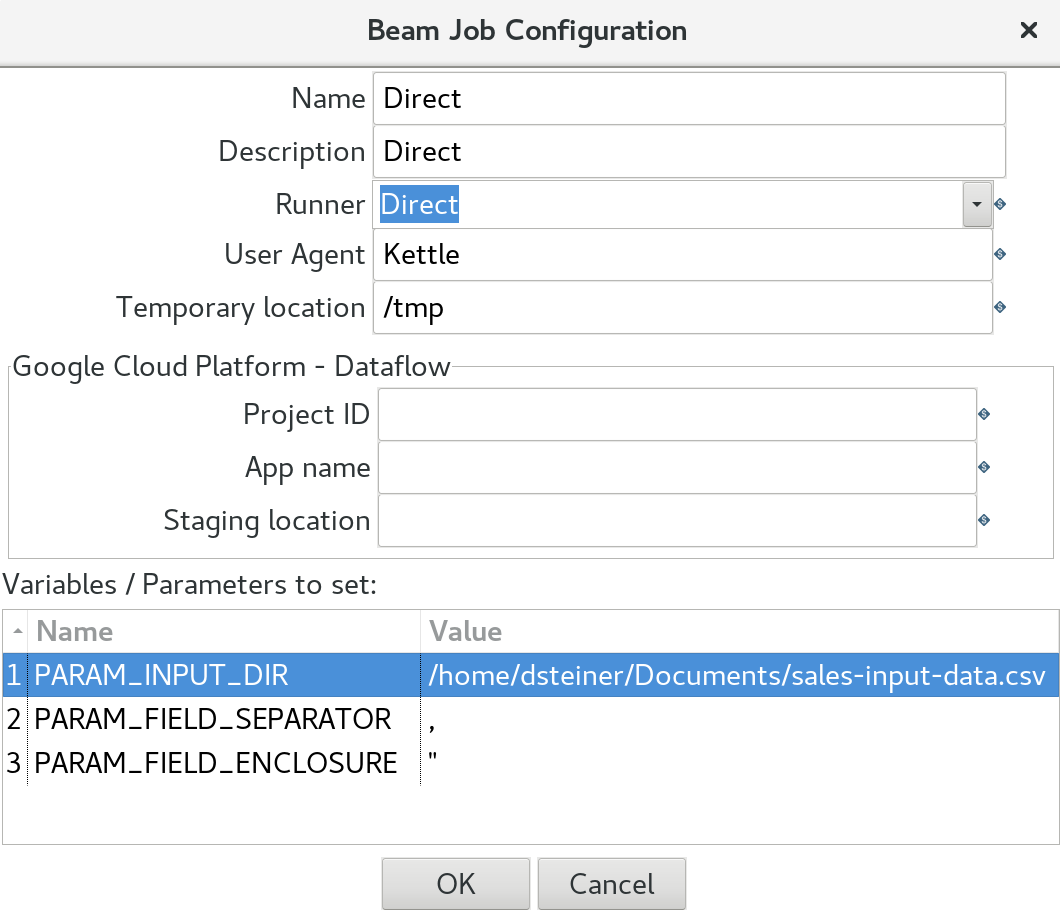 Beam Job Configuration
Name Direct
Description Direct
Runner Direct
User Agent Kettle
Temporary location /tmp
Google Cloud Platform - Dataflow
Project ID
App name
Staging location
Variables / Parameters to set:
Name Value
1 PARAM_INPUT_DIR /home/dsteiner/Documents/sales-input-data.csv
2 PARAM_FIELD_SEPARATOR ,
3 PARAM_FIELD_ENCLOSURE "
OK Cancel